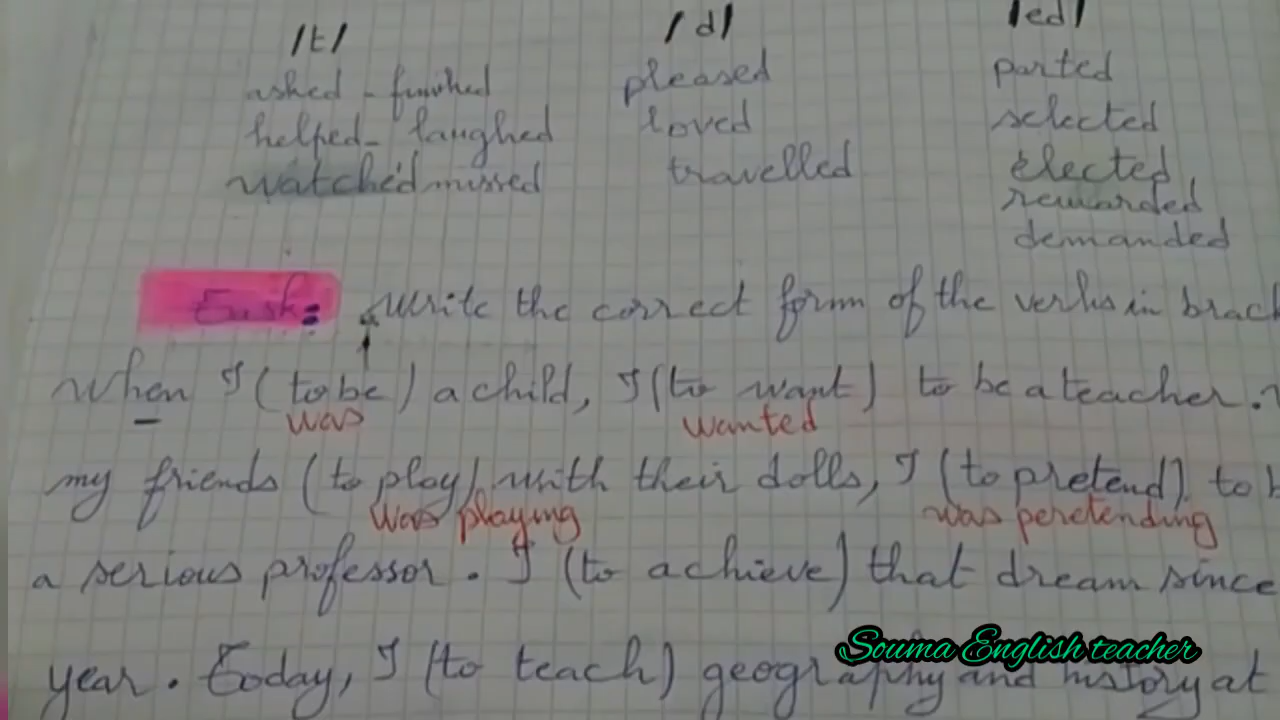 /t/ /d/ /ed/
ashed - finished pleased parted
helped - laughed loved selected
watched missed travelled elected
rewarded
demanded
Task: Write the correct form of the verbs in brack
When I (to be) a child, I (to want) to be a teacher.
was wanted
my friends (to play) with their dolls, I (to pretend) to b
was playing was peretending
a serious professor. I (to achieve) that dream since
year. Today, I (to teach) geography and history at
Souma English teacher